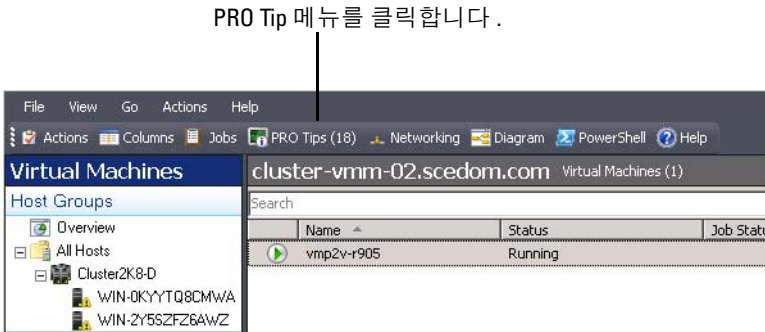 PRO Tip 메뉴를 클릭합니다 .
File View Go Actions Help
Actions Columns Jobs PRO Tips (18) Networking Diagram PowerShell Help
Virtual Machines
cluster-vmm-02.scedom.com Virtual Machines (1)
Host Groups
Search
Overview
Name Status Job Statu
All Hosts
vmp2v-r905 Running
Cluster2K8-D
WIN-0KYYTQ8CMWA
WIN-2Y5SZFZ6AWZ